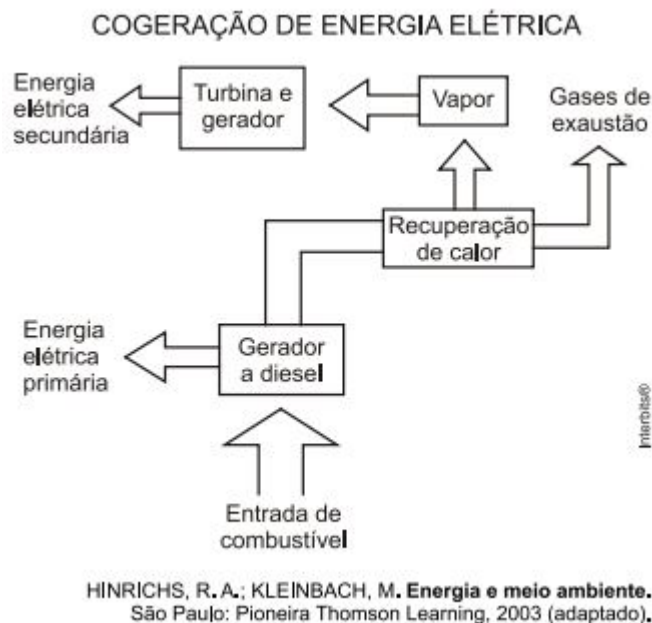 COGERAÇÃO DE ENERGIA ELÉTRICA
Energia
elétrica
secundária
Turbina e
gerador
Vapor
Gases de
exaustão
Recuperação
de calor
Energia
elétrica
primária
Gerador
a diesel
Entrada de
combustível
Interbits®
HINRICHS, R. A.; KLEINBACH, M. Energia e meio ambiente.
São Paulo: Pioneira Thomson Learning, 2003 (adaptado).